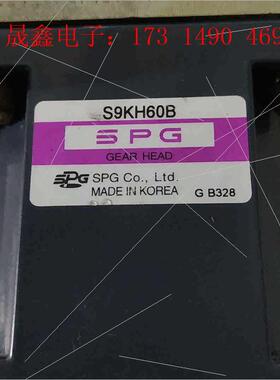 晟鑫电子：173 1490 469
S9KH60B
SPG
GEAR HEAD
SPG SPG Co., Ltd.
MADE IN KOREA G B328